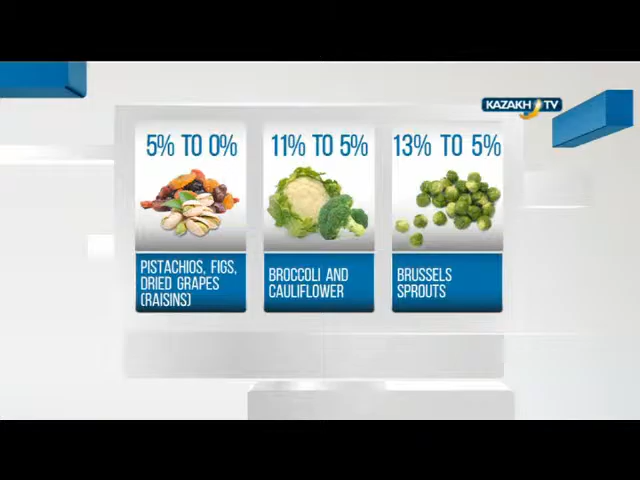 KAZAKH TV
5% TO 0%
11% TO 5%
13% TO 5%
PISTACHIOS, FIGS,
DRIED GRAPES
(RAISINS)
BROCCOLI AND
CAULIFLOWER
BRUSSELS
SPROUTS